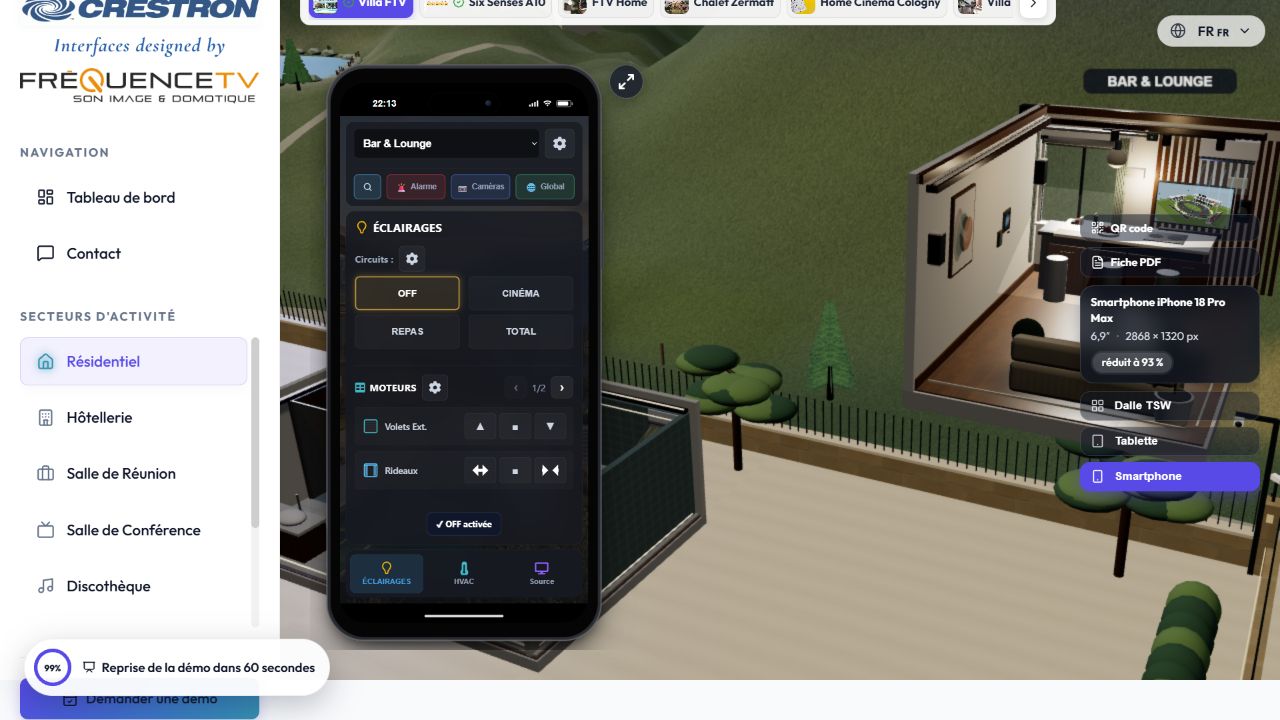 CRESTRON
Interfaces designed by
FRÉQUENCETV
SON IMAGE & DOMOTIQUE
NAVIGATION
Tableau de bord
Contact
SECTEURS D'ACTIVITÉ
Résidentiel
Hôtellerie
Salle de Réunion
Salle de Conférence
Discothèque
99%
Reprise de la démo dans 60 secondes
Demander une démo
Villa FTV
Six Senses A10
FTV Home
Chalet Zermatt
Home Cinéma Cologny
Villa
FR FR
BAR & LOUNGE
22:13
Bar & Lounge
Alarme
Caméras
Global
ÉCLAIRAGES
Circuits :
OFF
CINÉMA
REPAS
TOTAL
MOTEURS
1/2
Volets Ext.
Rideaux
✓ OFF activée
ÉCLAIRAGES
HVAC
Source
QR code
Fiche PDF
Smartphone iPhone 18 Pro
Max
6,9" · 2868 × 1320 px
réduit à 93 %
Dalle TSW
Tablette
Smartphone